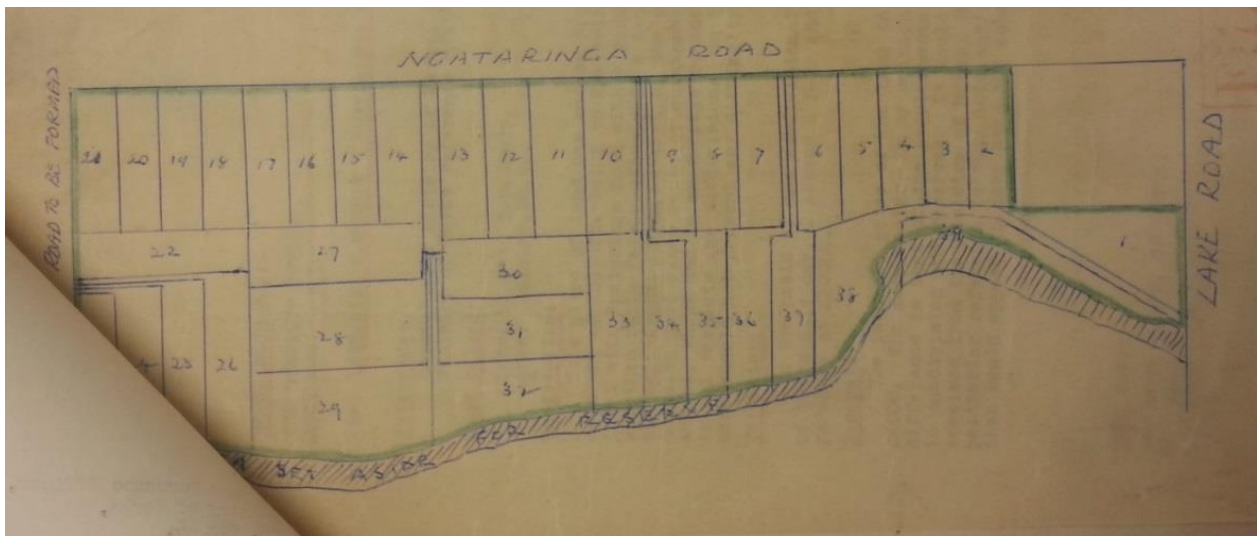 NGATARINGA ROAD
ROAD TO BE FORMED
LAKE ROAD
21 20 19 18 17 16 15 14 13 12 11 10 9 8 7 6 5 4 3 2
1
22 27 30
28 31 33 34 35 36 37 38 39
25 26
29 32